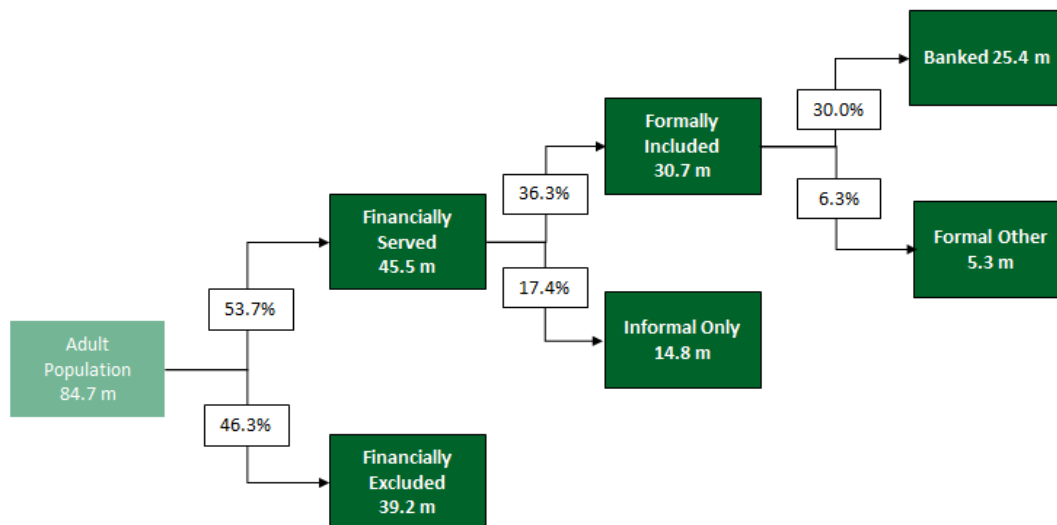 Banked 25.4 m
30.0%
Formally
Included
30.7 m
6.3%
Formal Other
5.3 m
36.3%
Financially
Served
45.5 m
17.4%
Informal Only
14.8 m
53.7%
Adult
Population
84.7 m
46.3%
Financially
Excluded
39.2 m